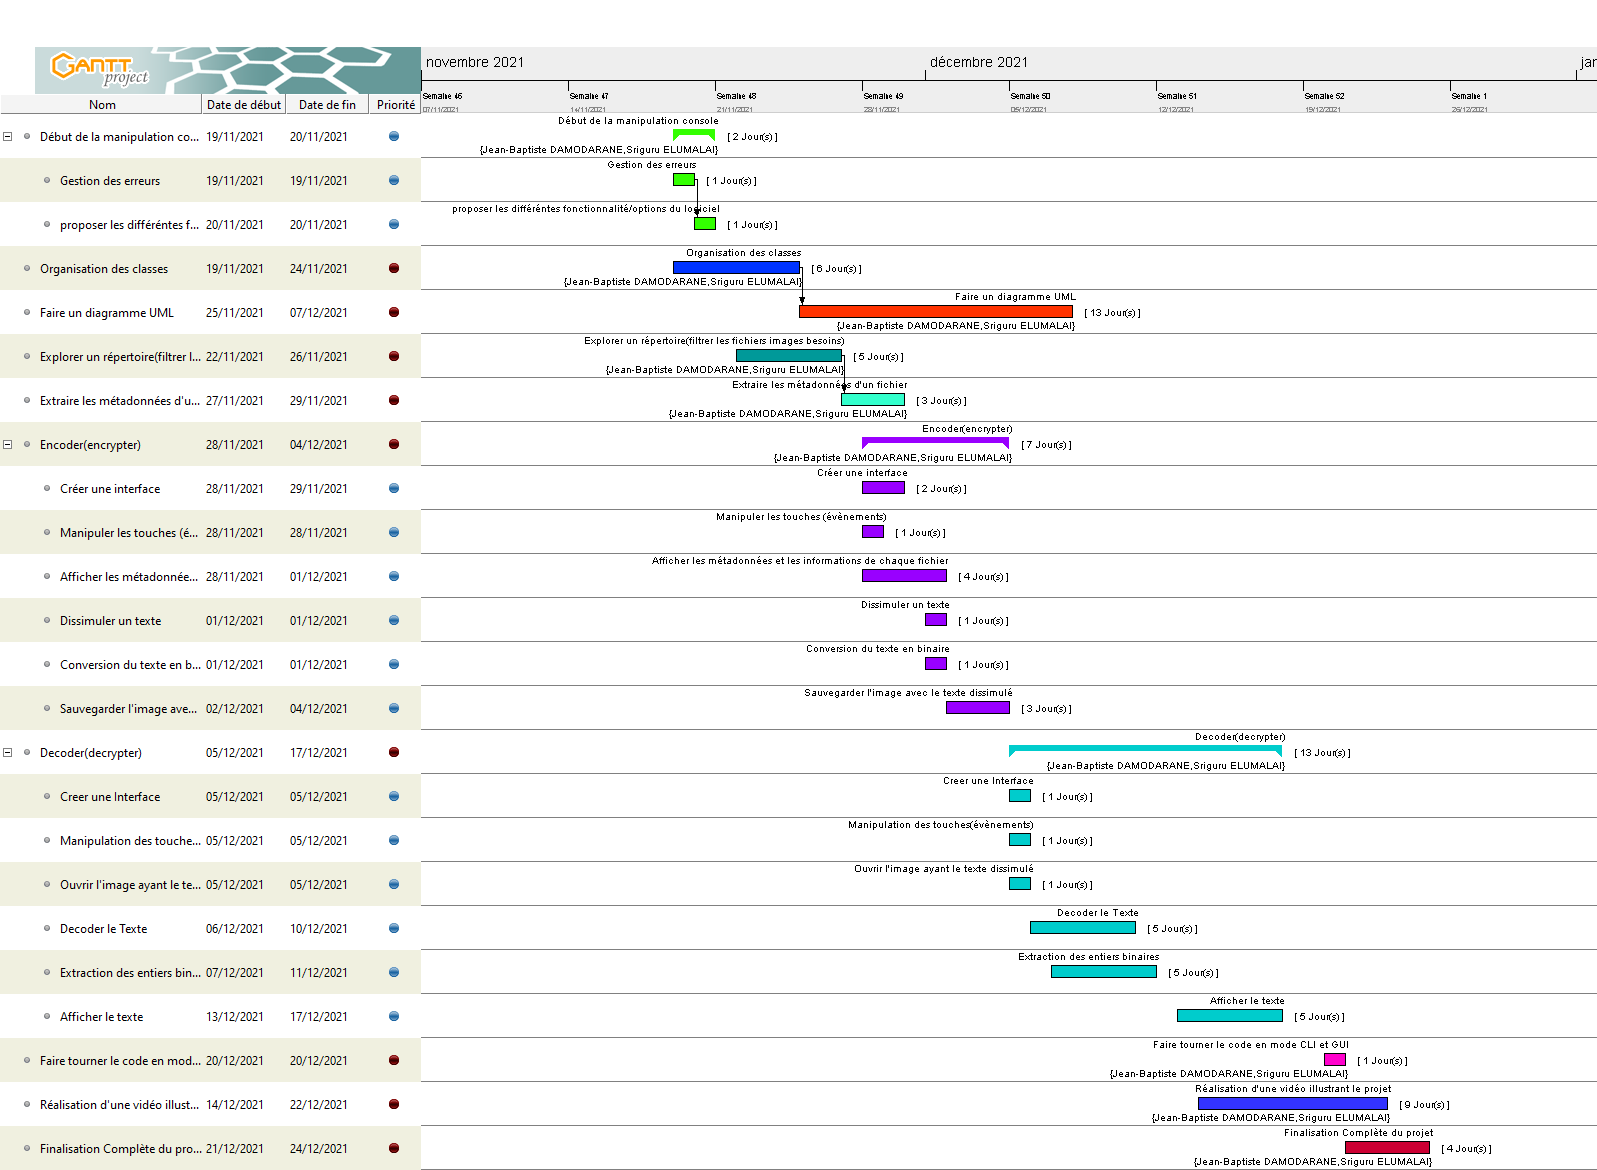 GANTT
project
novembre 2021
décembre 2021
jan
Semaine 46
Semaine 47
Semaine 48
Semaine 49
Semaine 50
Semaine 51
Semaine 52
Semaine 1
07/11/2021
14/11/2021
21/11/2021
28/11/2021
05/12/2021
12/12/2021
19/12/2021
26/12/2021
Nom
Date de début
Date de fin
Priorité
Début de la manipulation console
Début de la manipulation co... 19/11/2021 20/11/2021 [ 2 Jour(s) ]
{Jean-Baptiste DAMODARANE,Sriguru ELUMALAI}
Gestion des erreurs
Gestion des erreurs 19/11/2021 19/11/2021 [ 1 Jour(s) ]
proposer les différéntes fonctionnalité/options du logiciel
proposer les différéntes f... 20/11/2021 20/11/2021 [ 1 Jour(s) ]
Organisation des classes
Organisation des classes 19/11/2021 24/11/2021 [ 6 Jour(s) ]
{Jean-Baptiste DAMODARANE,Sriguru ELUMALAI}
Faire un diagramme UML
Faire un diagramme UML 25/11/2021 07/12/2021 [ 13 Jour(s) ]
{Jean-Baptiste DAMODARANE,Sriguru ELUMALAI}
Explorer un répertoire(filtrer les fichiers images besoins)
Explorer un répertoire(filtrer l... 22/11/2021 26/11/2021 [ 5 Jour(s) ]
{Jean-Baptiste DAMODARANE,Sriguru ELUMALAI}
Extraire les métadonnées d'un fichier
Extraire les métadonnées d'u... 27/11/2021 29/11/2021 [ 3 Jour(s) ]
{Jean-Baptiste DAMODARANE,Sriguru ELUMALAI}
Encoder(encrypter)
Encoder(encrypter) 28/11/2021 04/12/2021 [ 7 Jour(s) ]
{Jean-Baptiste DAMODARANE,Sriguru ELUMALAI}
Créer une interface
Créer une interface 28/11/2021 29/11/2021 [ 2 Jour(s) ]
Manipuler les touches (évènements)
Manipuler les touches (é... 28/11/2021 28/11/2021 [ 1 Jour(s) ]
Afficher les métadonnées et les informations de chaque fichier
Afficher les métadonnée... 28/11/2021 01/12/2021 [ 4 Jour(s) ]
Dissimuler un texte
Dissimuler un texte 01/12/2021 01/12/2021 [ 1 Jour(s) ]
Conversion du texte en binaire
Conversion du texte en b... 01/12/2021 01/12/2021 [ 1 Jour(s) ]
Sauvegarder l'image avec le texte dissimulé
Sauvegarder l'image ave... 02/12/2021 04/12/2021 [ 3 Jour(s) ]
Decoder(decrypter)
Decoder(decrypter) 05/12/2021 17/12/2021 [ 13 Jour(s) ]
{Jean-Baptiste DAMODARANE,Sriguru ELUMALAI}
Creer une Interface
Creer une Interface 05/12/2021 05/12/2021 [ 1 Jour(s) ]
Manipulation des touches(évènements)
Manipulation des touche... 05/12/2021 05/12/2021 [ 1 Jour(s) ]
Ouvrir l'image ayant le texte dissimulé
Ouvrir l'image ayant le te... 05/12/2021 05/12/2021 [ 1 Jour(s) ]
Decoder le Texte
Decoder le Texte 06/12/2021 10/12/2021 [ 5 Jour(s) ]
Extraction des entiers binaires
Extraction des entiers bin... 07/12/2021 11/12/2021 [ 5 Jour(s) ]
Afficher le texte
Afficher le texte 13/12/2021 17/12/2021 [ 5 Jour(s) ]
Faire tourner le code en mode CLI et GUI
Faire tourner le code en mod... 20/12/2021 20/12/2021 [ 1 Jour(s) ]
{Jean-Baptiste DAMODARANE,Sriguru ELUMALAI}
Réalisation d'une vidéo illustrant le projet
Réalisation d'une vidéo illust... 14/12/2021 22/12/2021 [ 9 Jour(s) ]
{Jean-Baptiste DAMODARANE,Sriguru ELUMALAI}
Finalisation Complète du projet
Finalisation Complète du pro... 21/12/2021 24/12/2021 [ 4 Jour(s) ]
{Jean-Baptiste DAMODARANE,Sriguru ELUMALAI}